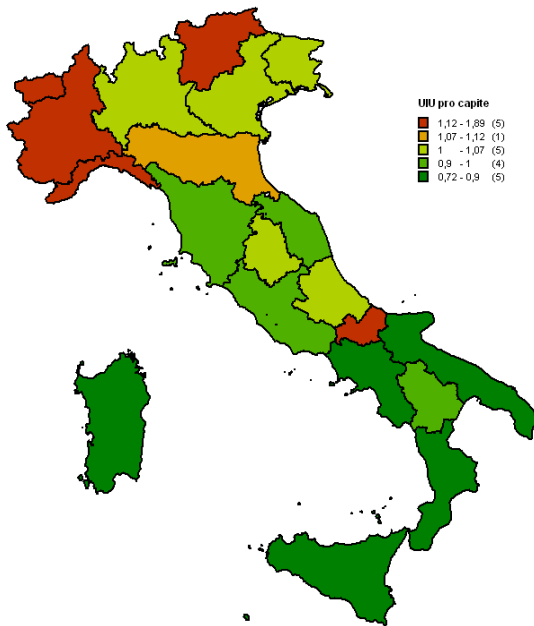 UIU pro capite
1,12 - 1,89 (5)
1,07 - 1,12 (1)
1 - 1,07 (5)
0,9 - 1 (4)
0,72 - 0,9 (5)